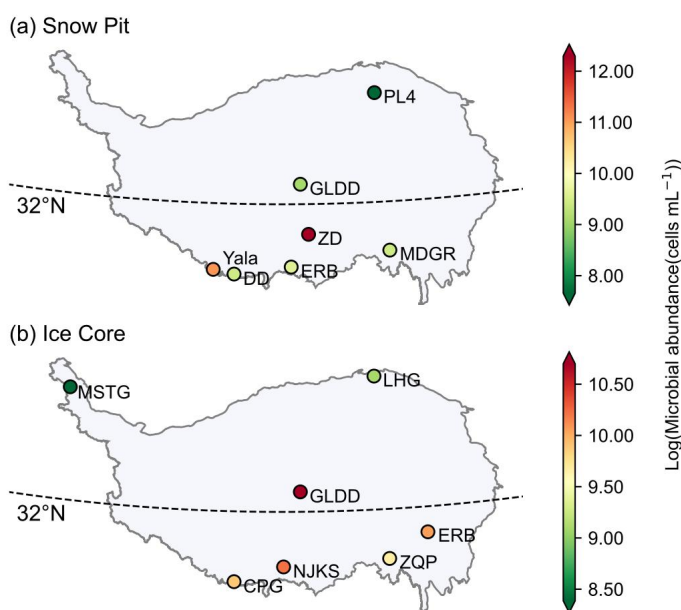 (a) Snow Pit
PL4
12.00
11.00
10.00
9.00
8.00
GLDD
32°N
ZD
MDGR
Yala
DD
ERB
Log(Microbial abundance(cells mL⁻¹))
(b) Ice Core
MSTG
LHG
10.50
10.00
9.50
9.00
8.50
GLDD
32°N
ERB
ZQP
NJKS
CPG